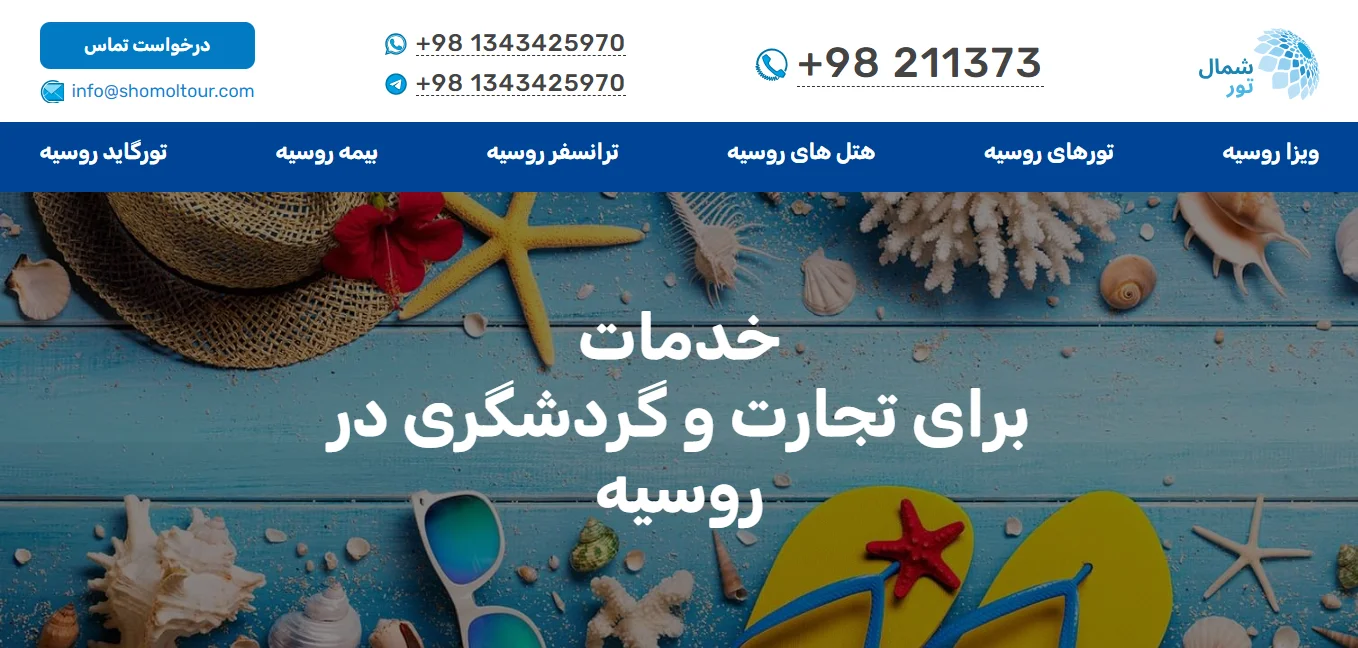 شمال
تور
+98 211373
+98 1343425970
+98 1343425970
درخواست تماس
info@shomoltour.com
ویزا روسیه
تورهای روسیه
هتل های روسیه
ترانسفر روسیه
بیمه روسیه
تورگاید روسیه
خدمات
برای تجارت و گردشگری در
روسیه